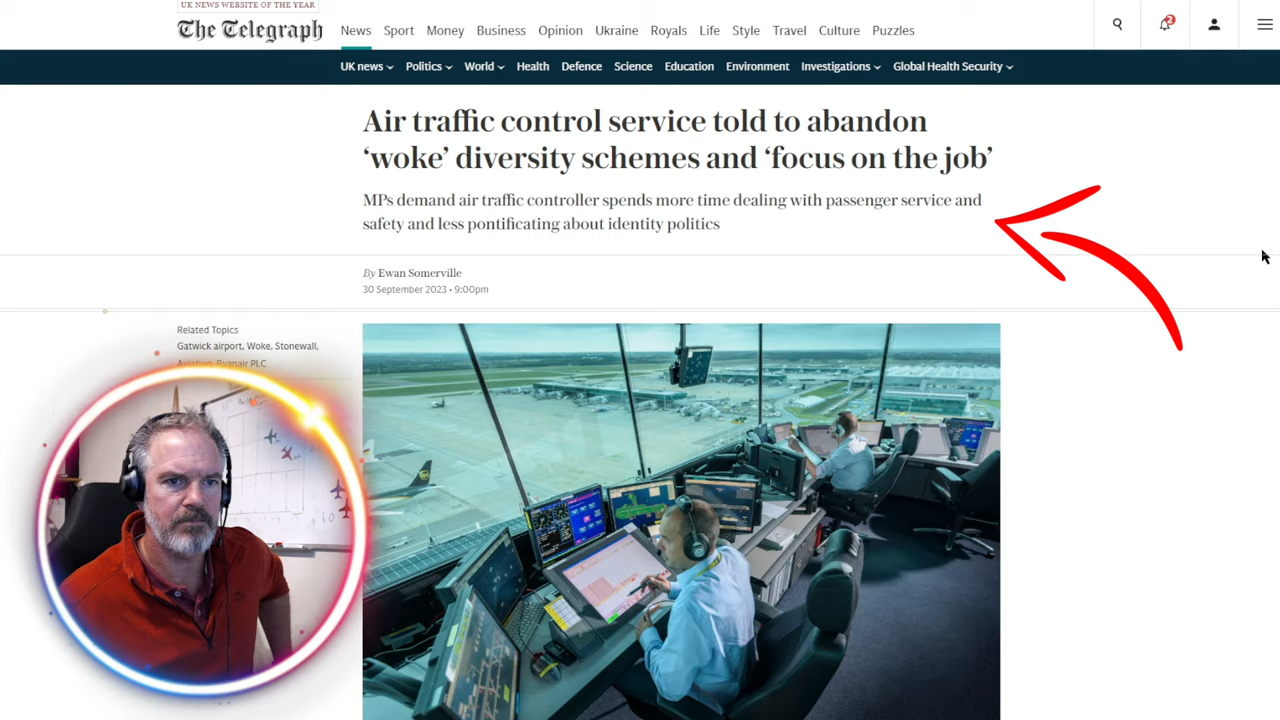 UK NEWS WEBSITE OF THE YEAR
The Telegraph
News Sport Money Business Opinion Ukraine Royals Life Style Travel Culture Puzzles
2
UK news Politics World Health Defence Science Education Environment Investigations Global Health Security
Air traffic control service told to abandon
‘woke’ diversity schemes and ‘focus on the job’
MPs demand air traffic controller spends more time dealing with passenger service and
safety and less pontificating about identity politics
By Ewan Somerville
30 September 2023 • 9:00pm
Related Topics
Gatwick airport, Woke, Stonewall,
Aviation, Ryanair PLC